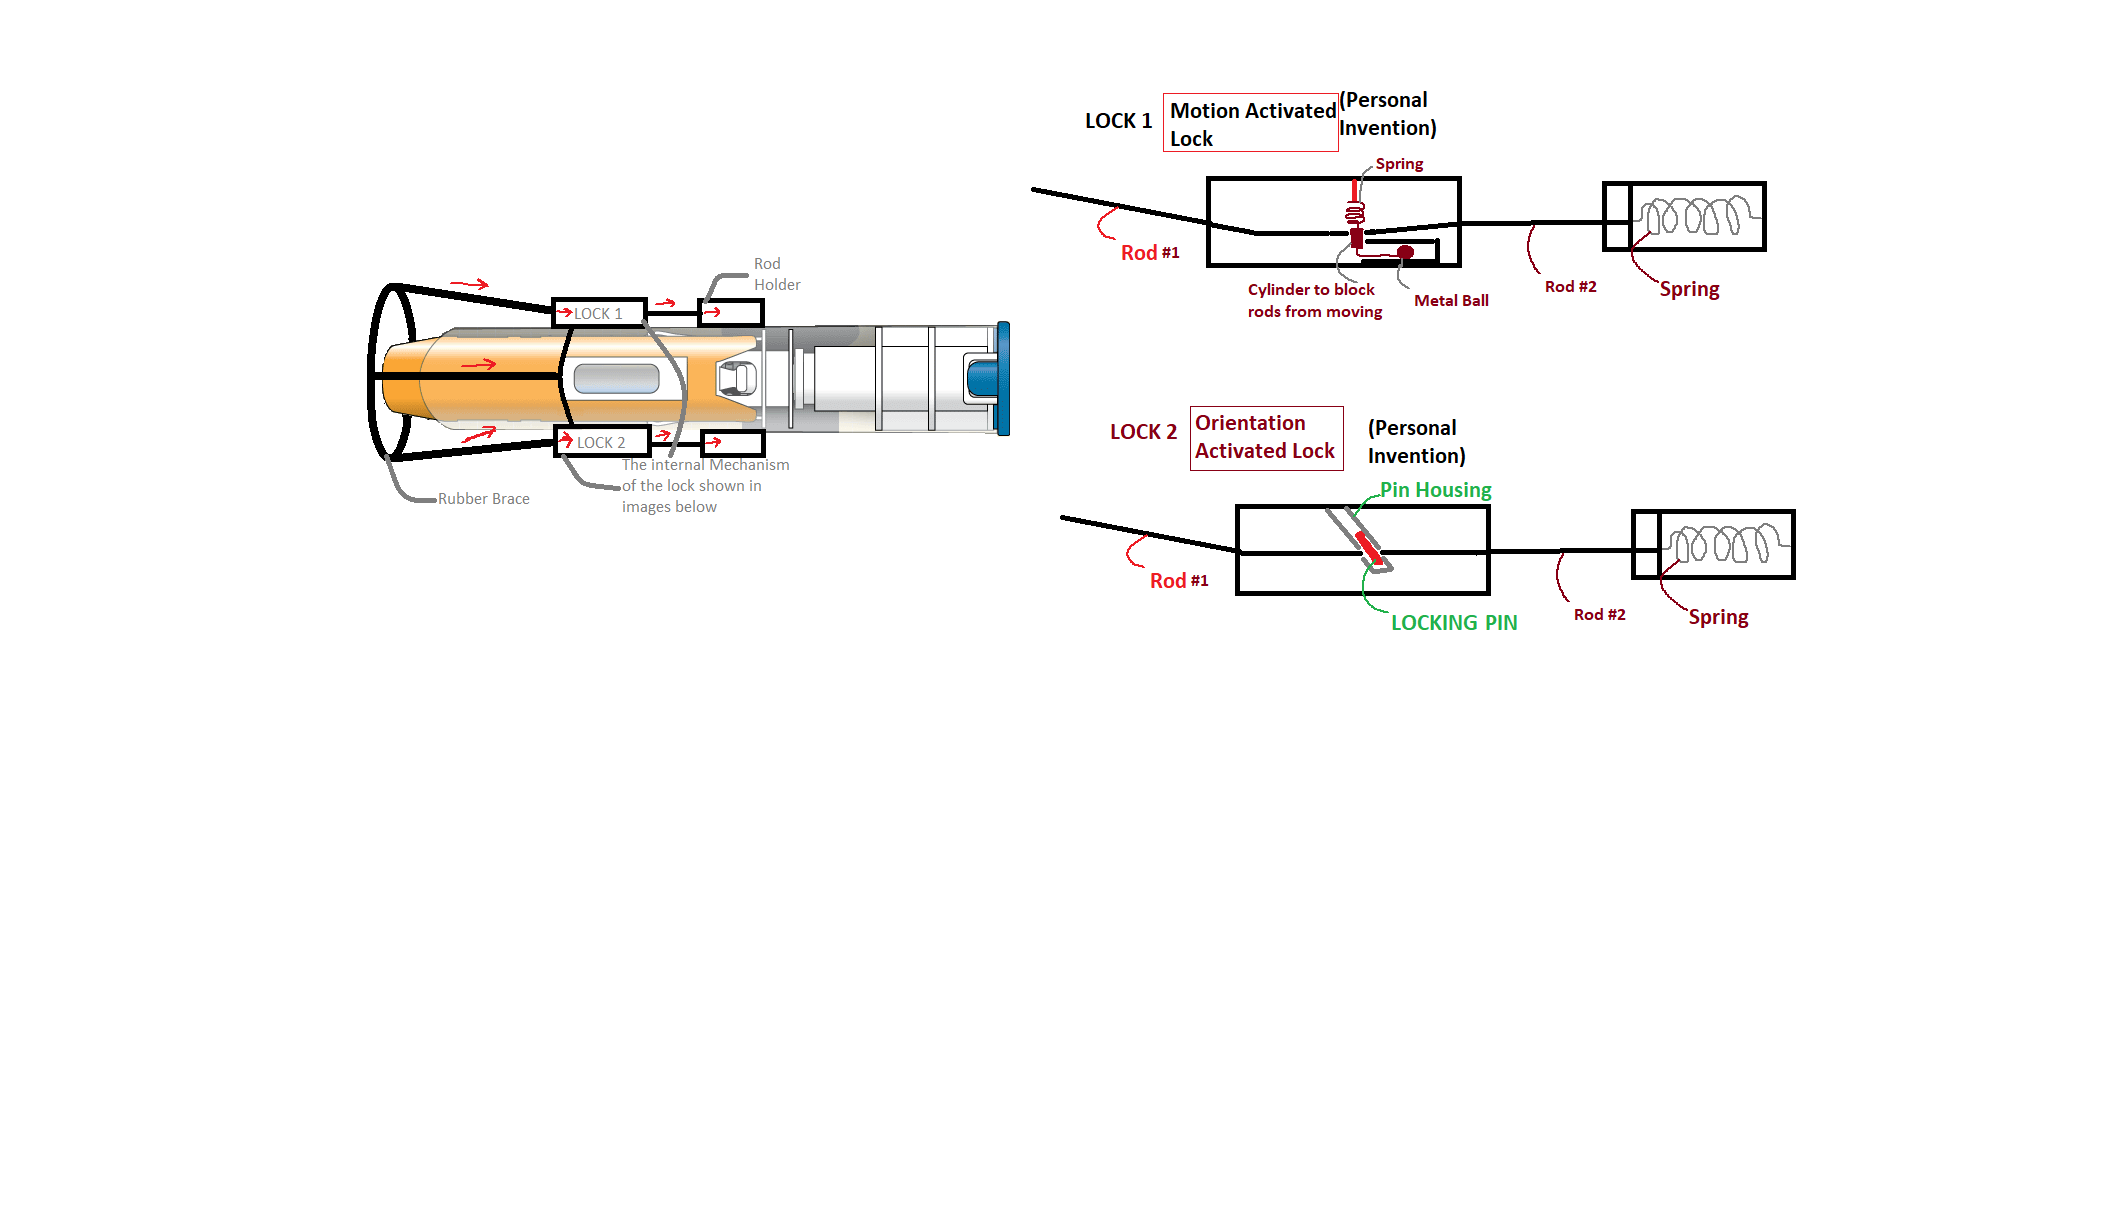 Rod
Holder
LOCK 1
LOCK 2
The internal Mechanism
of the lock shown in
images below
Rubber Brace
LOCK 1
Motion Activated
Lock
(Personal
Invention)
Spring
Rod #1
Cylinder to block
rods from moving
Metal Ball
Rod #2
Spring
LOCK 2
Orientation
Activated Lock
(Personal
Invention)
Pin Housing
Rod #1
LOCKING PIN
Rod #2
Spring